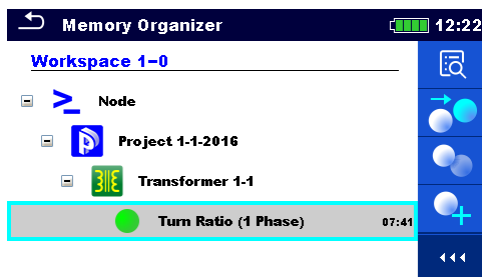 Memory Organizer 12:22
Workspace 1-0
Node
Project 1-1-2016
Transformer 1-1
Turn Ratio (1 Phase) 07:41